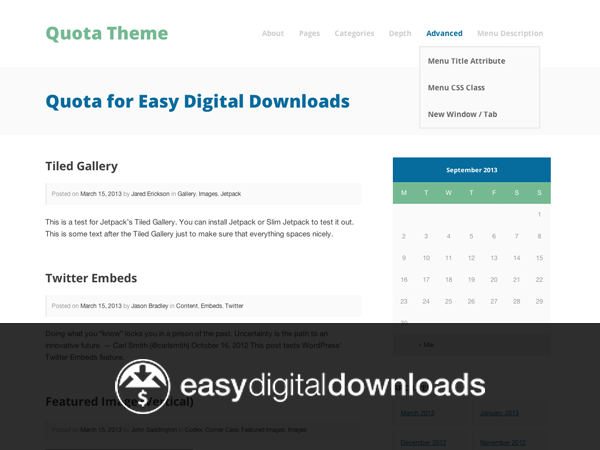 Quota Theme
About Pages Categories Depth Advanced Menu Description
Menu Title Attribute
Menu CSS Class
New Window / Tab
Quota for Easy Digital Downloads
Tiled Gallery
Posted on March 15, 2013 by Jared Erickson in Gallery, Images, Jetpack
This is a test for Jetpack's Tiled Gallery. You can install Jetpack or Slim Jetpack to test it out.
This is some text after the Tiled Gallery just to make sure that everything spaces nicely.
Twitter Embeds
Posted on March 15, 2013 by Jason Bradley in Content, Embeds, Twitter
Doing what you "know" locks you in a prison of the past. Uncertainty is the path to an
innovative future. — Carl Smith (@carlsmith) October 16, 2012 This post tests WordPress'
Twitter Embeds feature.
Featured Image (Vertical)
Posted on March 15, 2013 by John Saddington in Codex, Corner Case, Featured Images, Images
September 2013
M T W T F S S
1
2 3 4 5 6 7 8
9 10 11 12 13 14 15
16 17 18 19 20 21 22
23 24 25 26 27 28 29
30
« Mar
March 2013 January 2013
December 2012 November 2012
$ easydigitaldownloads